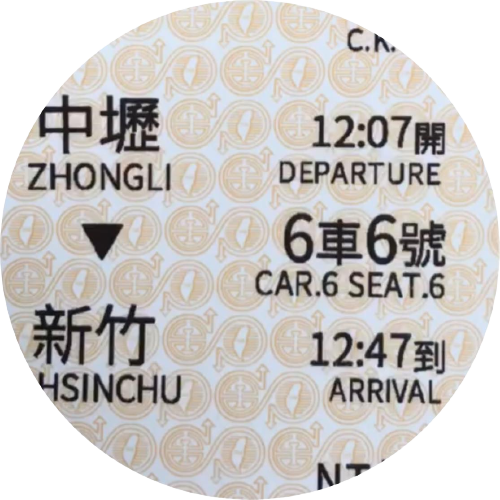 C.K.
中壢 12:07開
ZHONGLI DEPARTURE
▼ 6車6號
CAR.6 SEAT.6
新竹 12:47到
HSINCHU ARRIVAL